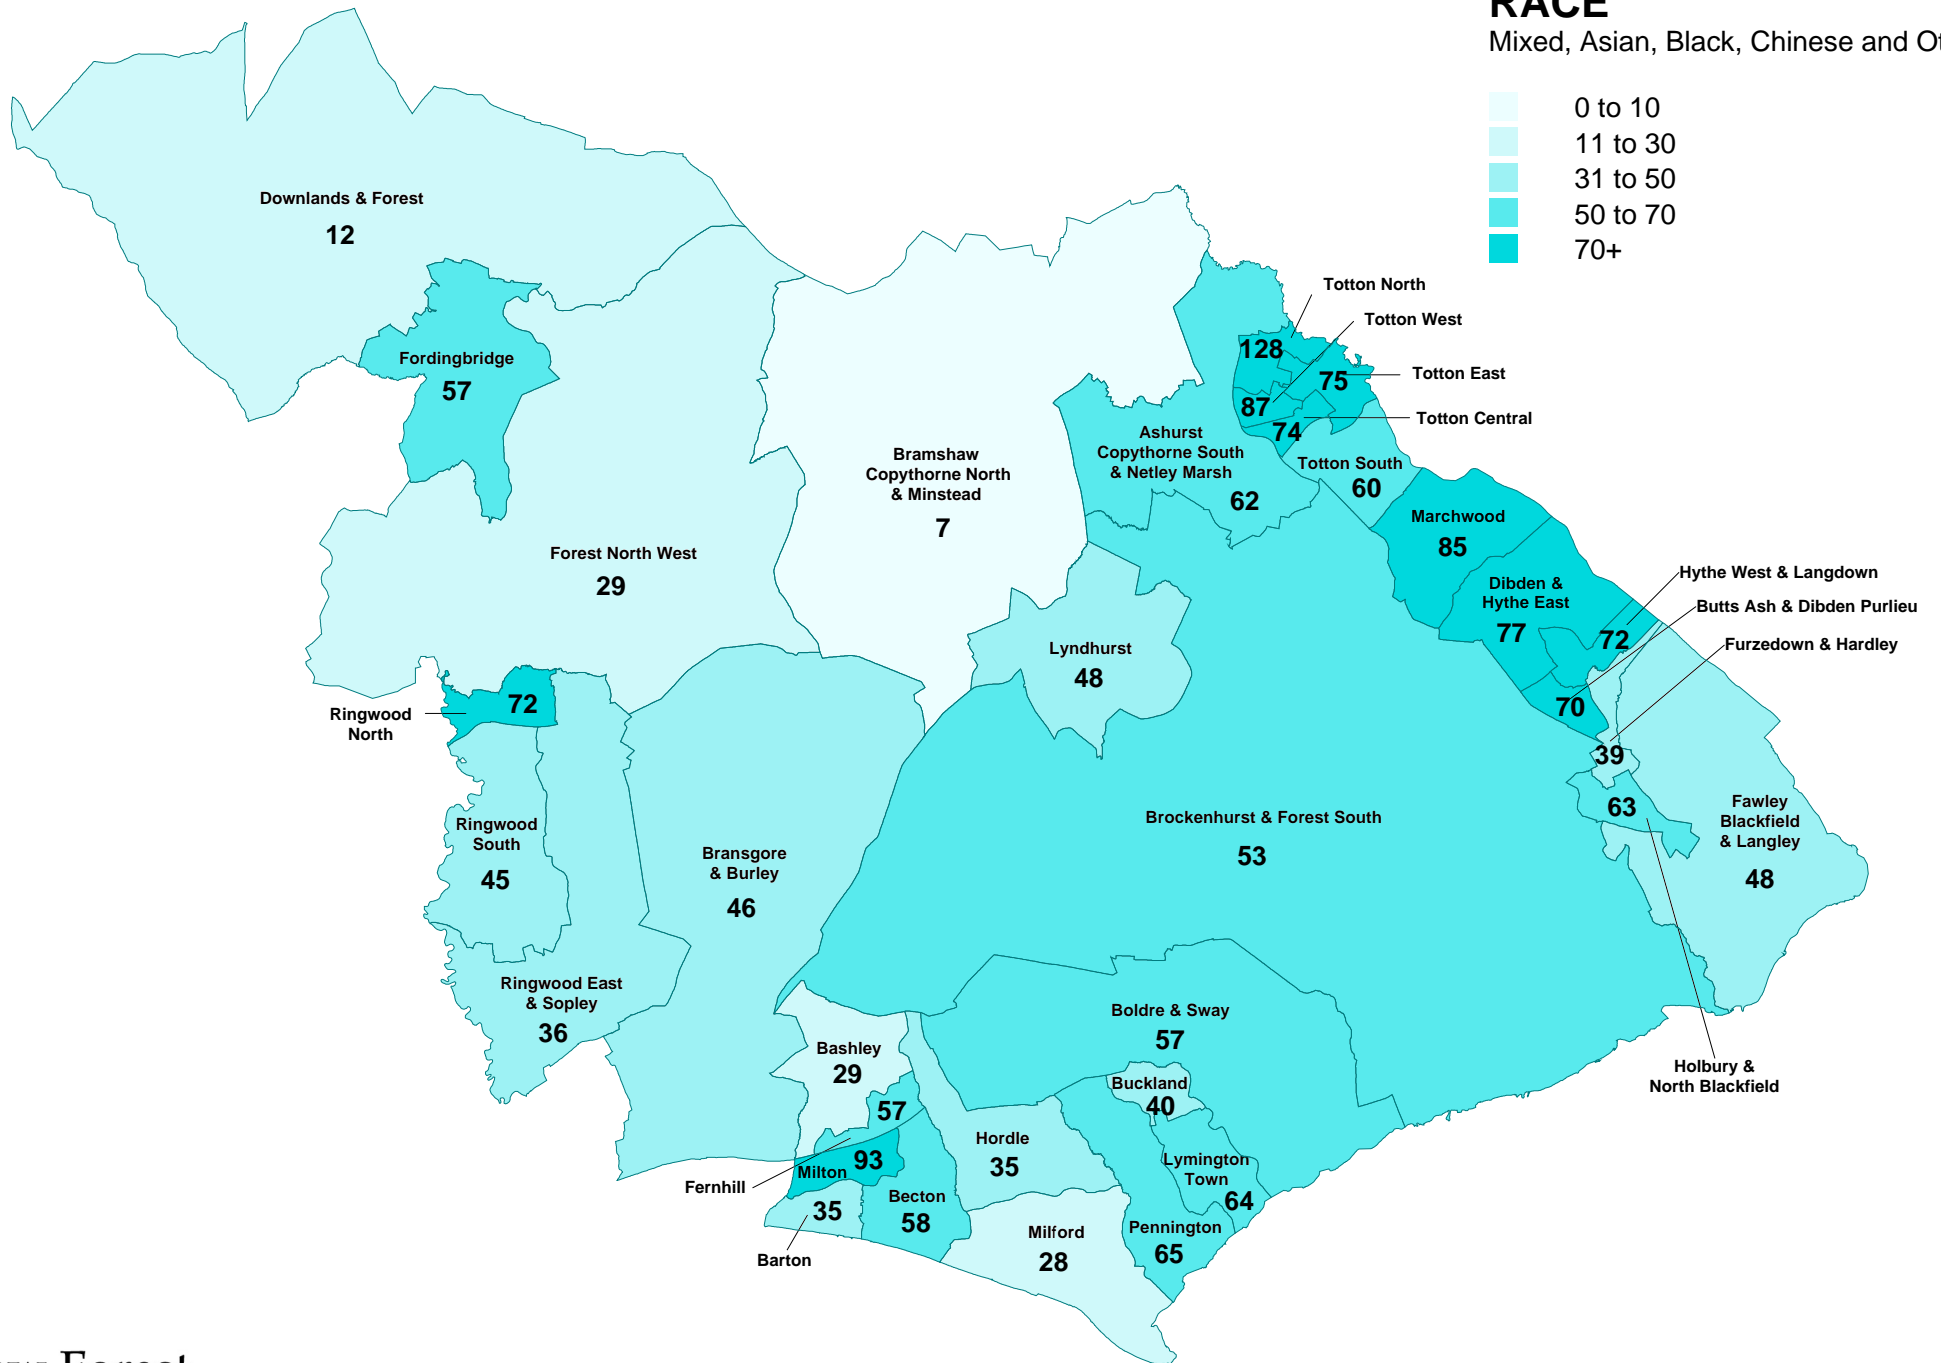 RACE
Mixed, Asian, Black, Chinese and
0 to 10
11 to 30
31 to 50
50 to 70
70+
Downlands & Forest
12
Fordingbridge
57
Forest North West
29
Bramshaw
Copythorne North
& Minstead
7
Ashurst
Copythorne South
& Netley Marsh
62
Totton North
128
Totton West
87
Totton East
75
Totton Central
74
Totton South
60
Marchwood
85
Dibden &
Hythe East
77
Hythe West & Langdown
72
Butts Ash & Dibden Purlieu
70
Furzedown & Hardley
39
Lyndhurst
48
Ringwood
North
72
Ringwood
South
45
Ringwood East
& Sopley
36
Bransgore
& Burley
46
Brockenhurst & Forest South
53
63
Holbury &
North Blackfield
Fawley
Blackfield
& Langley
48
Boldre & Sway
57
Bashley
29
57
Fernhill
Milton
93
Barton
35
Becton
58
Hordle
35
Milford
28
Buckland
40
Lymington
Town
64
Pennington
65
Forest